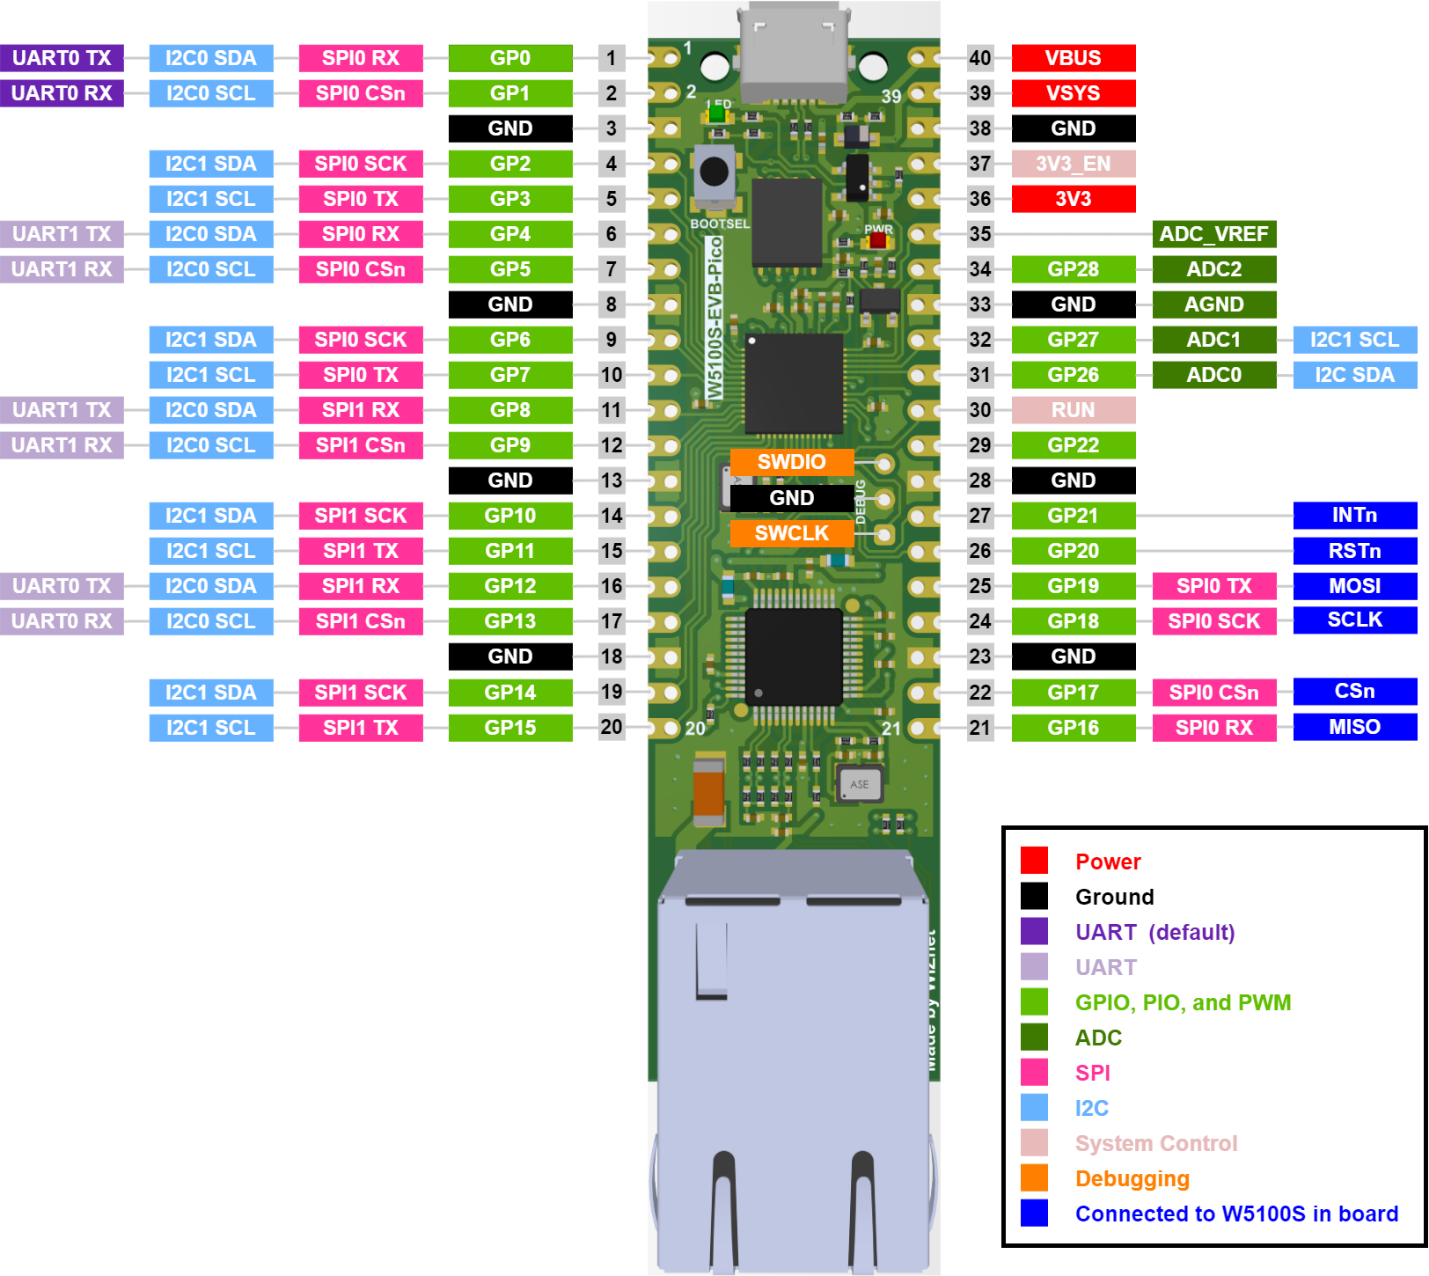 UART0 TX I2C0 SDA SPI0 RX GP0 1 1 40 VBUS
UART0 RX I2C0 SCL SPI0 CSn GP1 2 2 39 39 VSYS
LED
GND 3 38 GND
I2C1 SDA SPI0 SCK GP2 4 37 3V3_EN
I2C1 SCL SPI0 TX GP3 5 36 3V3
BOOTSEL
PWR
UART1 TX I2C0 SDA SPI0 RX GP4 6 35 ADC_VREF
UART1 RX I2C0 SCL SPI0 CSn GP5 7 34 GP28 ADC2
W5100S-EVB-Pico
GND 8 33 GND AGND
I2C1 SDA SPI0 SCK GP6 9 32 GP27 ADC1 I2C1 SCL
I2C1 SCL SPI0 TX GP7 10 31 GP26 ADC0 I2C SDA
UART1 TX I2C0 SDA SPI1 RX GP8 11 30 RUN
UART1 RX I2C0 SCL SPI1 CSn GP9 12 29 GP22
SWDIO
GND 13 28 GND
GND
DEBUG
I2C1 SDA SPI1 SCK GP10 14 27 GP21 INTn
SWCLK
I2C1 SCL SPI1 TX GP11 15 26 GP20 RSTn
UART0 TX I2C0 SDA SPI1 RX GP12 16 25 GP19 SPI0 TX MOSI
UART0 RX I2C0 SCL SPI1 CSn GP13 17 24 GP18 SPI0 SCK SCLK
GND 18 23 GND
I2C1 SDA SPI1 SCK GP14 19 22 GP17 SPI0 CSn CSn
I2C1 SCL SPI1 TX GP15 20 20 21 21 GP16 SPI0 RX MISO
ASE
Made by WIZnet
Power
Ground
UART (default)
UART
GPIO, PIO, and PWM
ADC
SPI
I2C
System Control
Debugging
Connected to W5100S in board